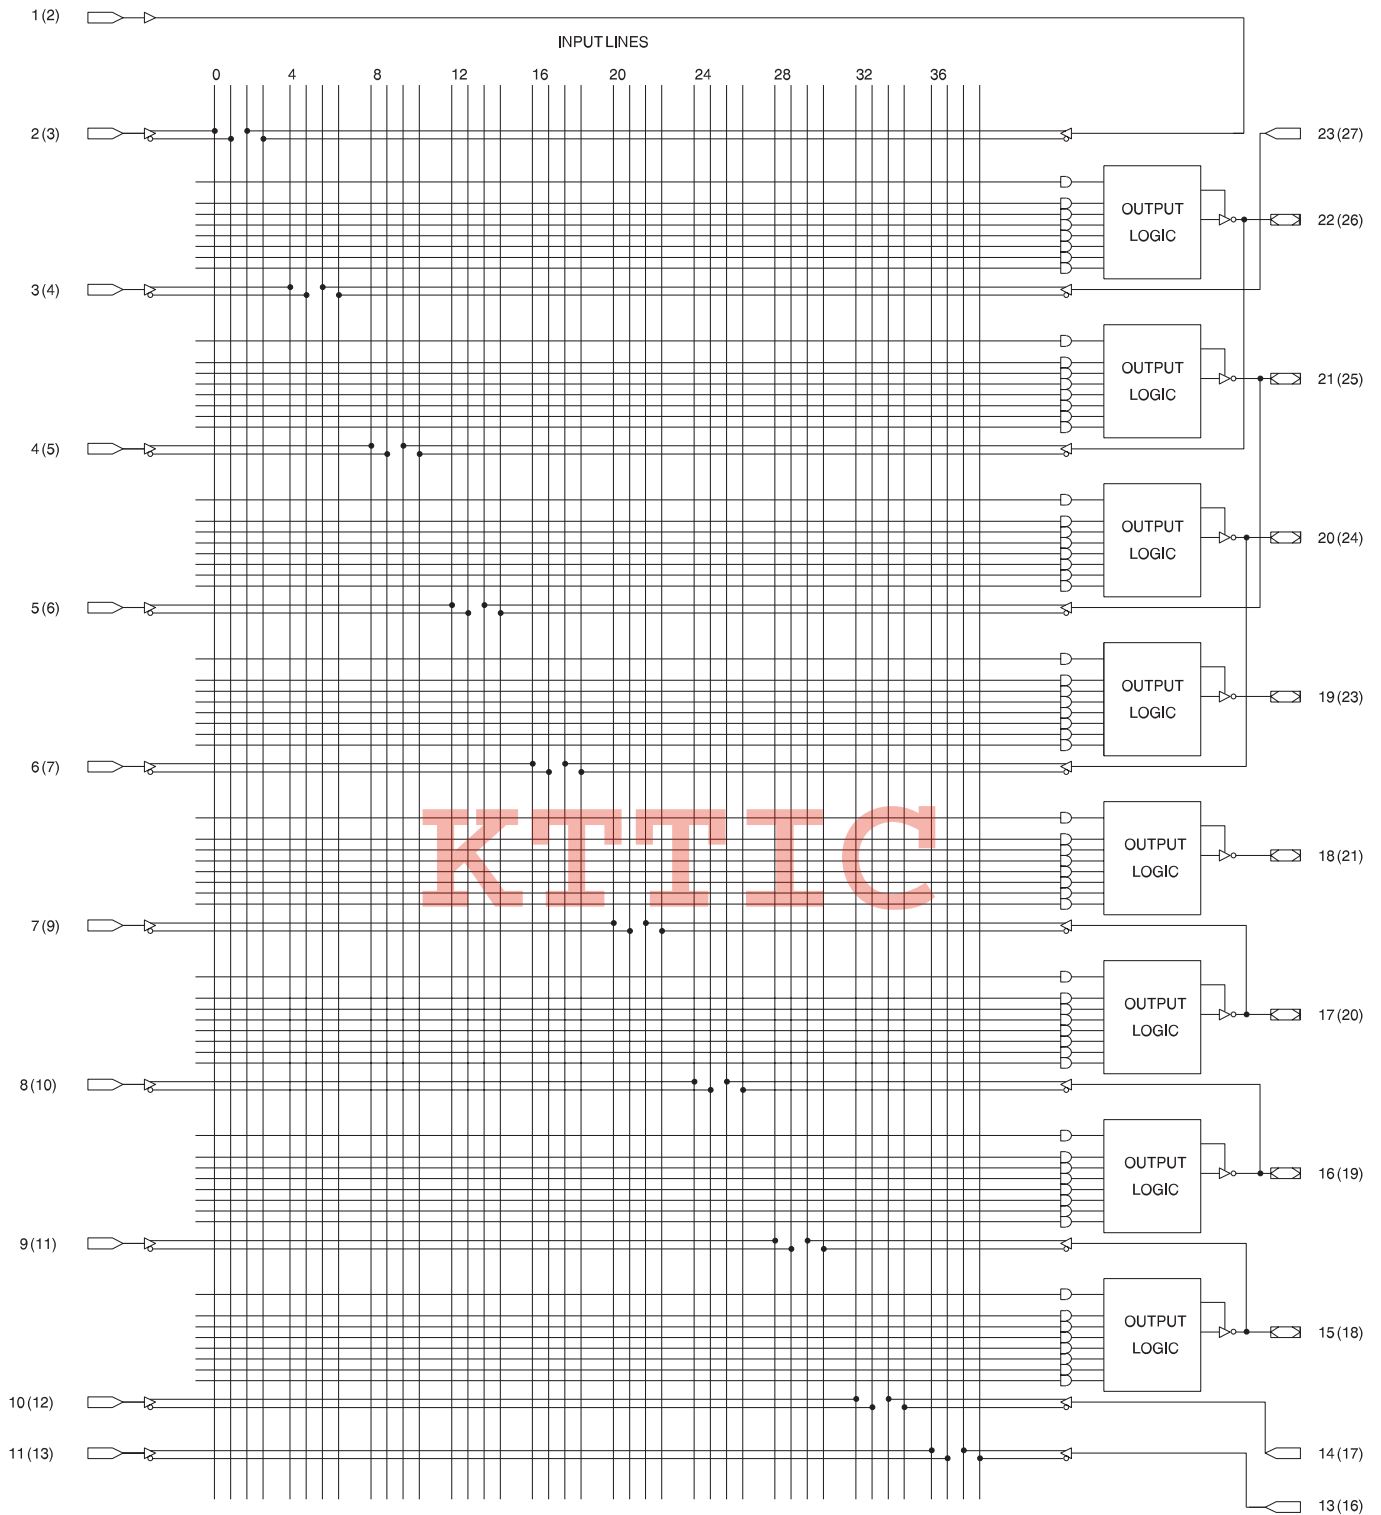 1(2)
INPUT LINES
0 4 8 12 16 20 24 28 32 36
2(3)
23(27)
OUTPUT
LOGIC
22(26)
3(4)
OUTPUT
LOGIC
21(25)
4(5)
OUTPUT
LOGIC
20(24)
5(6)
OUTPUT
LOGIC
19(23)
6(7)
KTTIC
OUTPUT
LOGIC
18(21)
7(9)
OUTPUT
LOGIC
17(20)
8(10)
OUTPUT
LOGIC
16(19)
9(11)
OUTPUT
LOGIC
15(18)
10(12)
11(13)
14(17)
13(16)